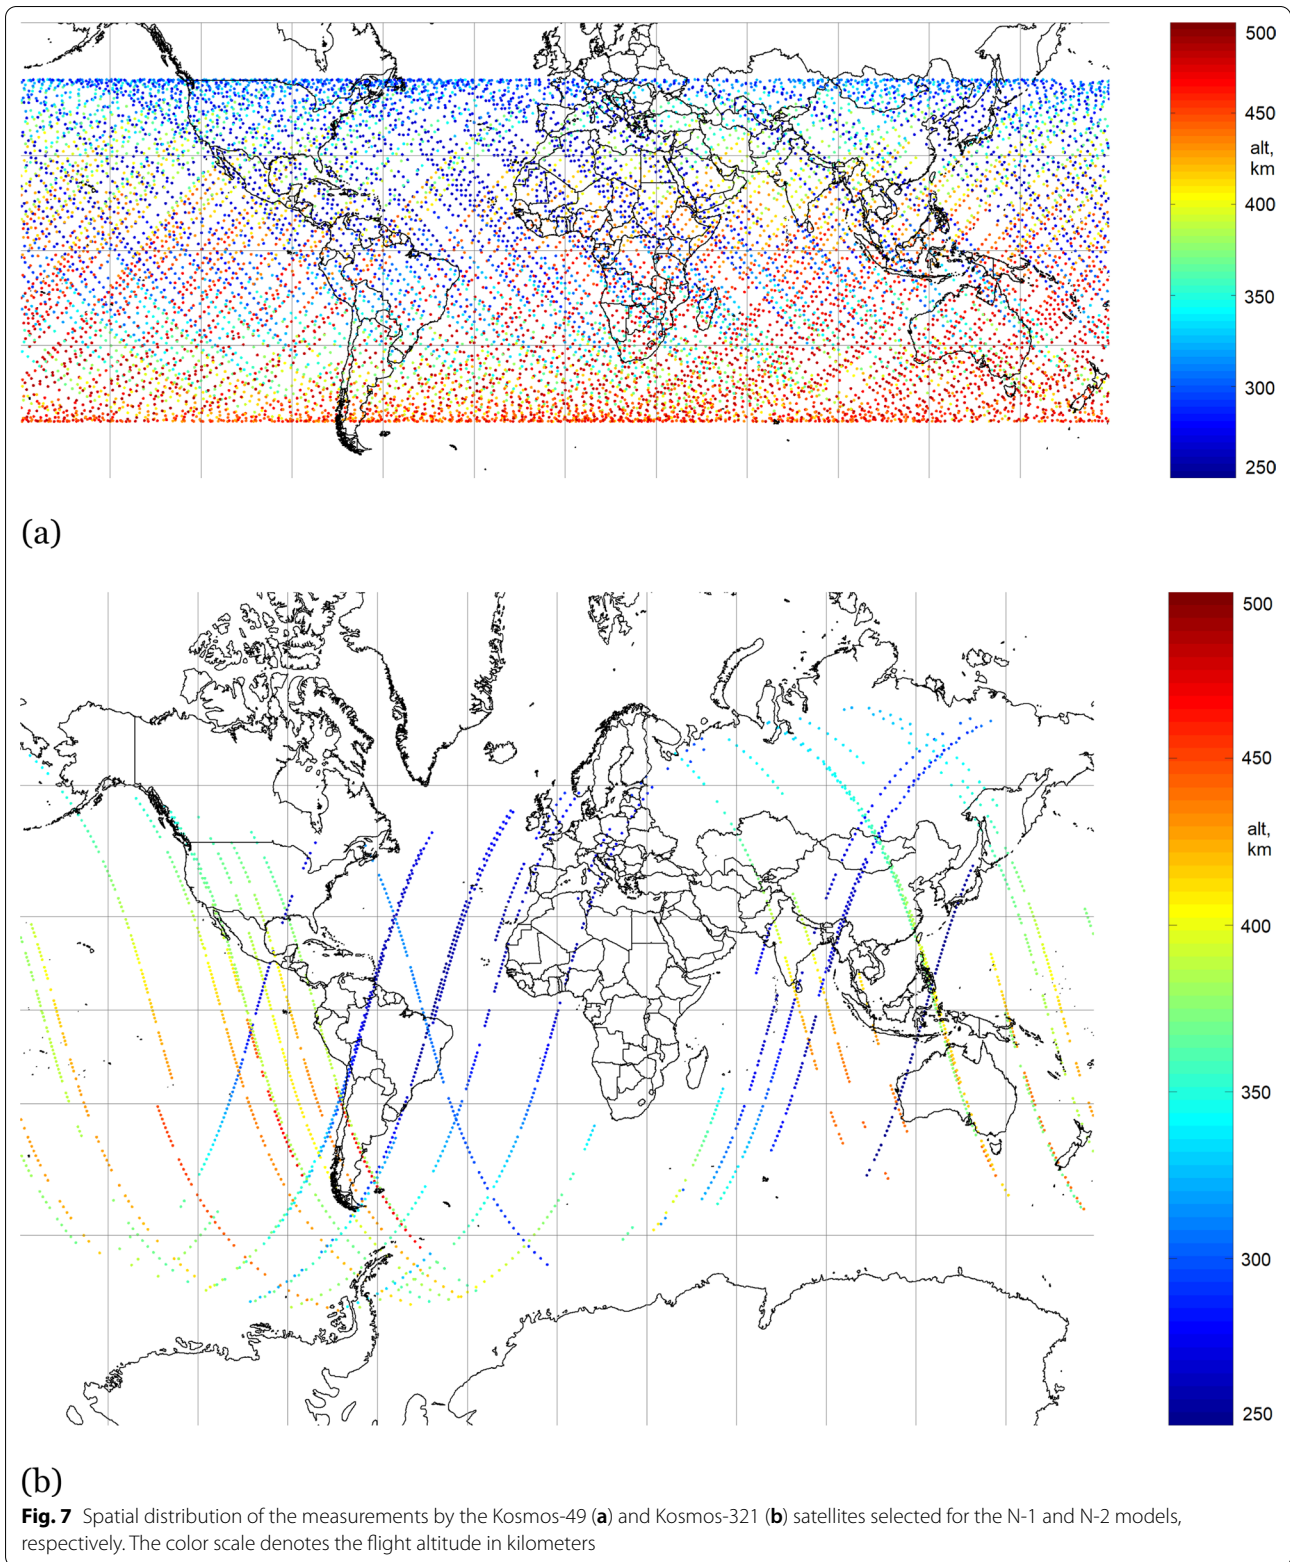 500
450
alt,
km
400
350
300
250
(a)
500
450
alt,
km
400
350
300
250
(b)
Fig. 7 Spatial distribution of the measurements by the Kosmos-49 (a) and Kosmos-321 (b) satellites selected for the N-1 and N-2 models,
respectively. The color scale denotes the flight altitude in kilometers